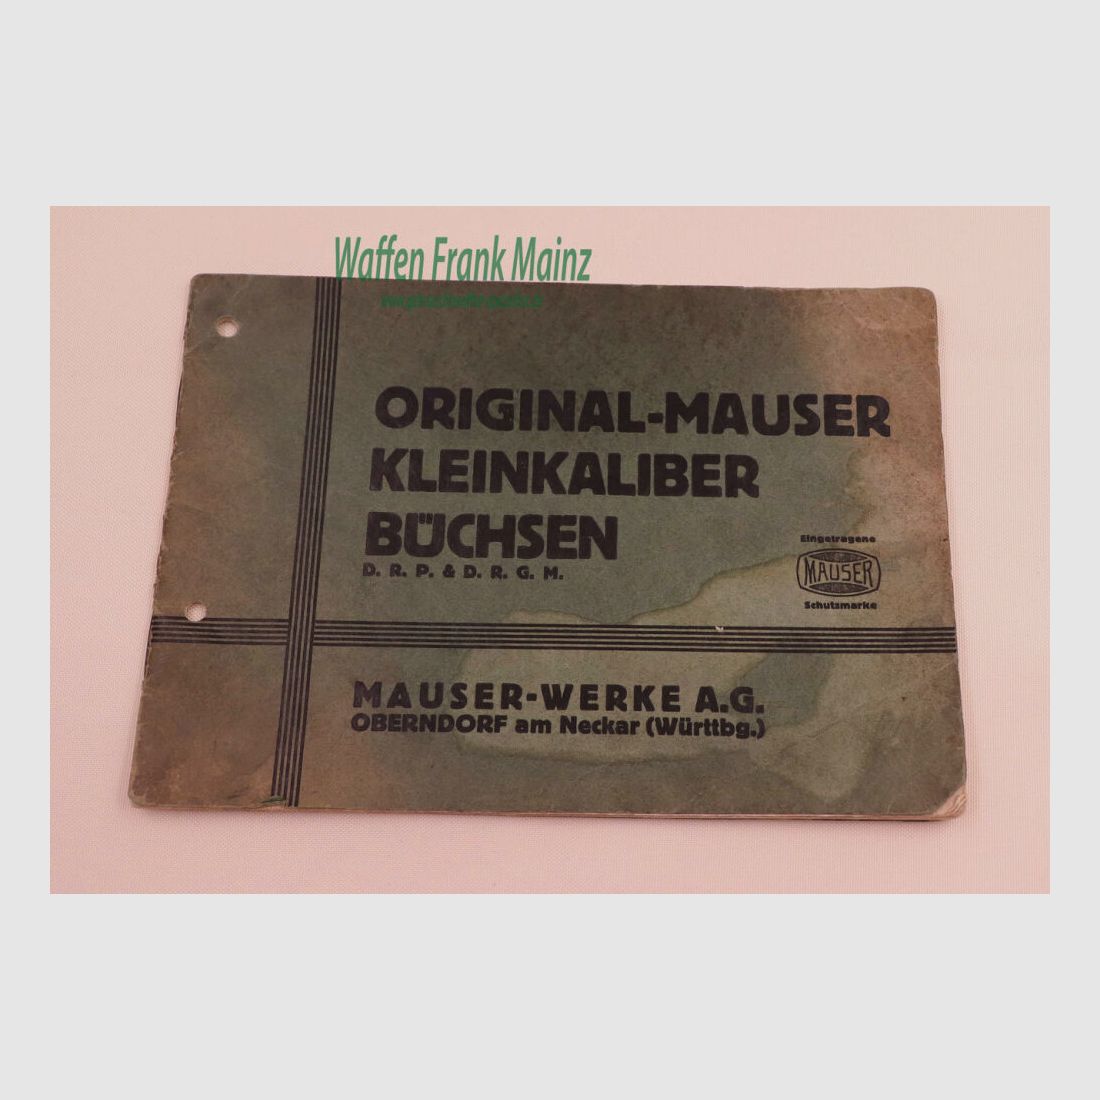 Waffen Frank Mainz
ORIGINAL-MAUSER
KLEINKALIBER
BÜCHSEN
D. R. P. & D. R. G. M.
Eingetragene
MAUSER
Schutzmarke
MAUSER-WERKE A.G.
OBERNDORF am Neckar (Württbg.)